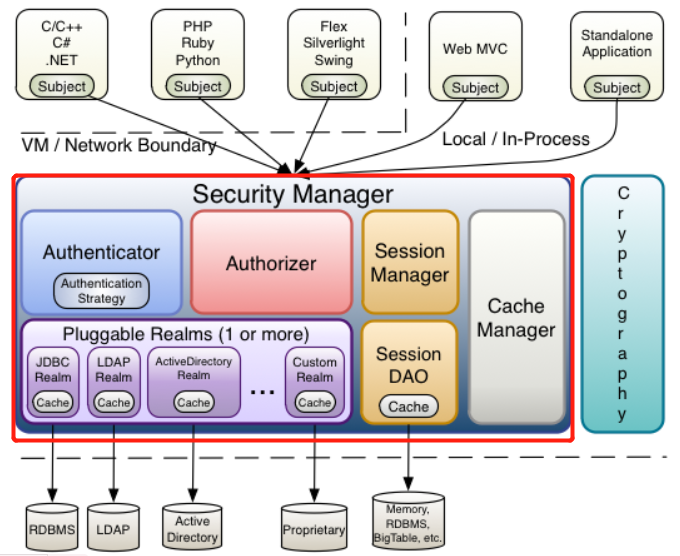 C/C++
C#
.NET
Subject
PHP
Ruby
Python
Subject
Flex
Silverlight
Swing
Subject
Web MVC
Subject
Standalone
Application
Subject
VM / Network Boundary
Local / In-Process
Security Manager
Authenticator
Authentication
Strategy
Authorizer
Session
Manager
Cache
Manager
Pluggable Realms (1 or more)
JDBC
Realm
Cache
LDAP
Realm
Cache
ActiveDirectory
Realm
Cache
...
Custom
Realm
Cache
Session
DAO
Cache
Cryptography
RDBMS
LDAP
Active
Directory
Proprietary
Memory,
RDBMS,
BigTable, etc.